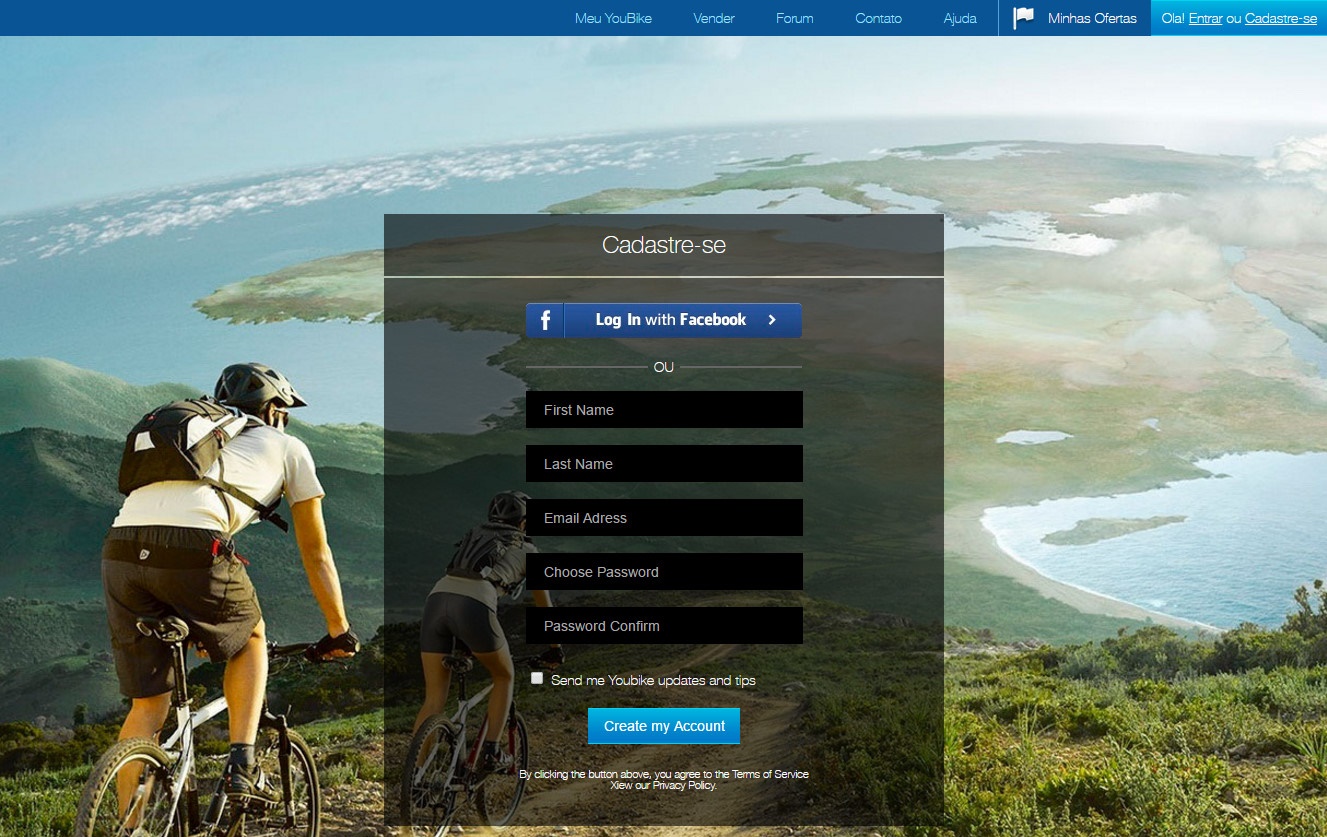 Meu YouBike Vender Forum Contato Ajuda Minhas Ofertas Ola! Entrar ou Cadastre-se
Cadastre-se
f Log In with Facebook >
OU
First Name
Last Name
Email Adress
Choose Password
Password Confirm
Send me Youbike updates and tips
Create my Account
By clicking the button above, you agree to the Terms of Service
Xiew our Privacy Policy.